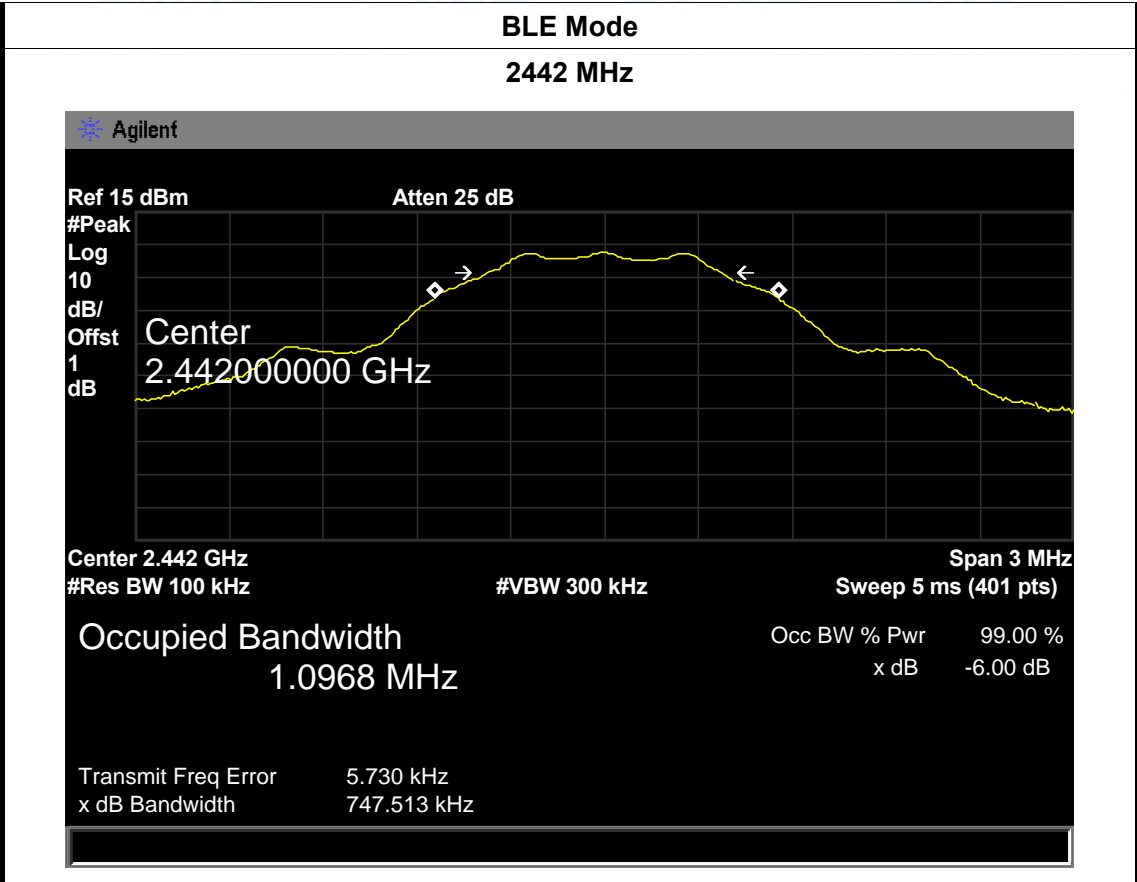 BLE Mode
2442 MHz
Agilent
Ref 15 dBm Atten 25 dB
#Peak
Log
10
dB/
Offst
1
dB
Center
2.442000000 GHz
Center 2.442 GHz Span 3 MHz
#Res BW 100 kHz #VBW 300 kHz Sweep 5 ms (401 pts)
Occupied Bandwidth
1.0968 MHz
Occ BW % Pwr 99.00 %
x dB -6.00 dB
Transmit Freq Error 5.730 kHz
x dB Bandwidth 747.513 kHz